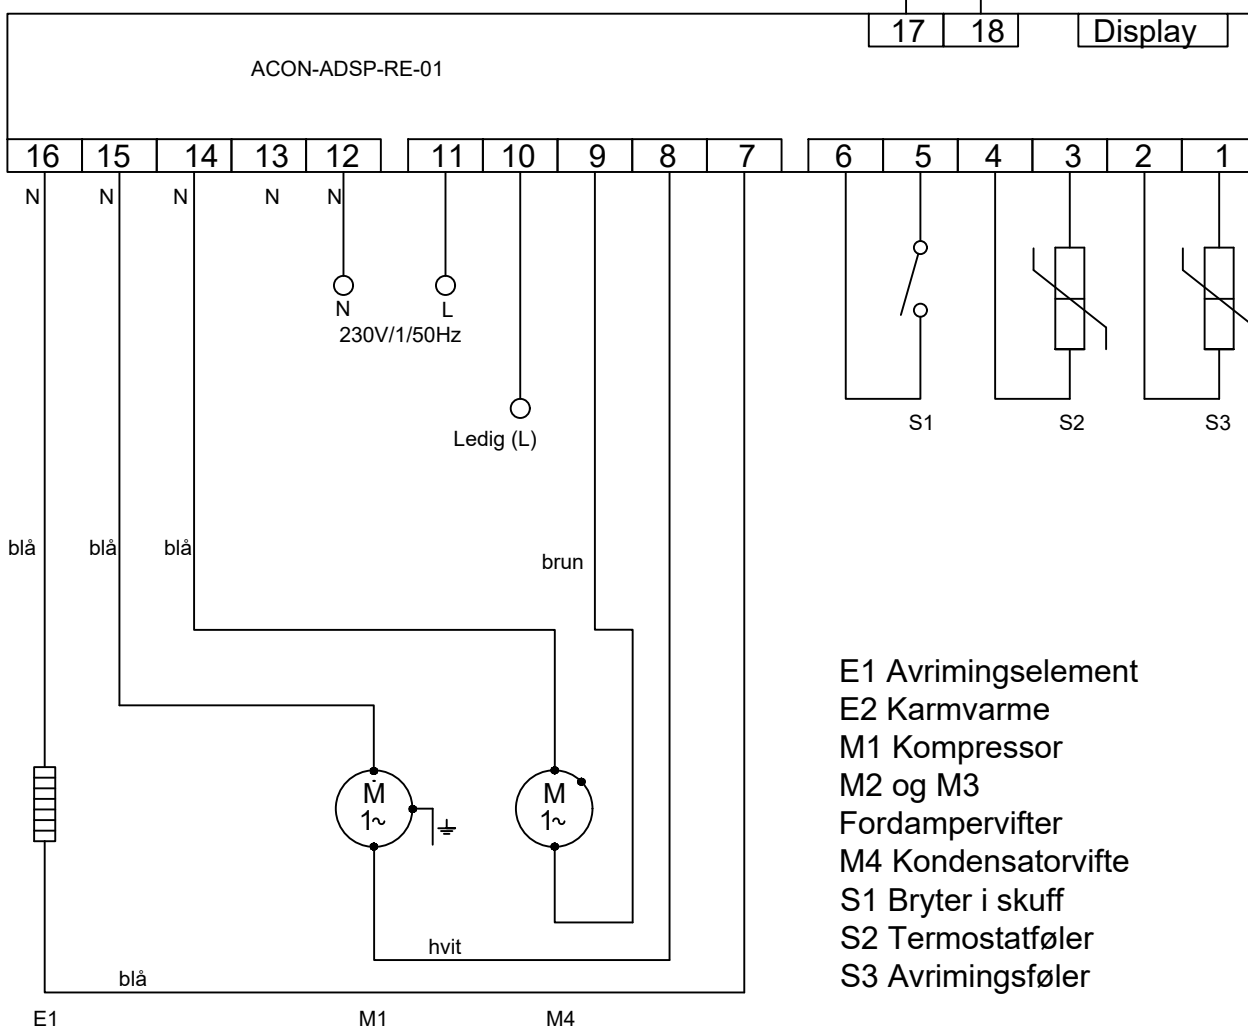 17 18 Display
ACON-ADSP-RE-01
16 15 14 13 12 11 10 9 8 7 6 5 4 3 2 1
N N N N N
N L
230V/1/50Hz
Ledig (L)
S1 S2 S3
blå blå blå
brun
E1 Avrimingselement
E2 Karmvarme
M1 Kompressor
M2 og M3
Fordampervifter
M4 Kondensatorvifte
S1 Bryter i skuff
S2 Termostatføler
S3 Avrimingsføler
M M
1~ 1~
hvit
blå
E1 M1 M4